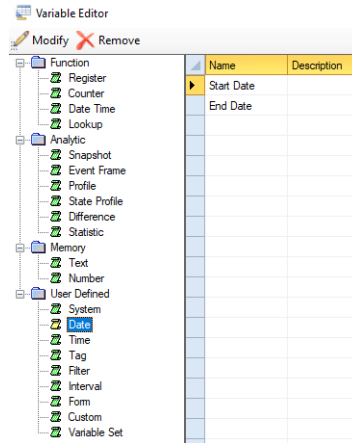 Variable Editor
Modify Remove
Function
Register
Counter
Date Time
Lookup
Analytic
Snapshot
Event Frame
Profile
State Profile
Difference
Statistic
Memory
Text
Number
User Defined
System
Date
Time
Tag
Filter
Interval
Form
Custom
Variable Set
Name Description
Start Date
End Date